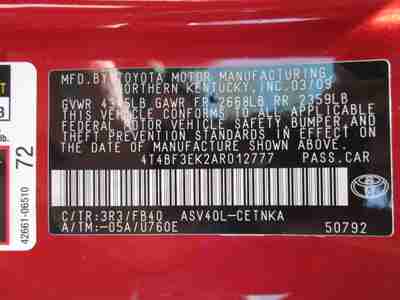 MFD. BY TOYOTA MOTOR MANUFACTURING
NORTHERN KENTUCKY, INC. 03/09
GVWR 4545LB GAWR FR 2668LB RR 2359LB
THIS VEHICLE CONFORMS TO ALL APPLICABLE
FEDERAL MOTOR VEHICLE SAFETY, BUMPER, AND
THEFT PREVENTION STANDARDS IN EFFECT ON
THE DATE OF MANUFACTURE SHOWN ABOVE.
4T4BF3EK2AR012777 PASS. CAR
C/TR: 3R3/FB40 ASV40L-CETNKA
A/TM: -05A/U760E 50792
42661-06510 72